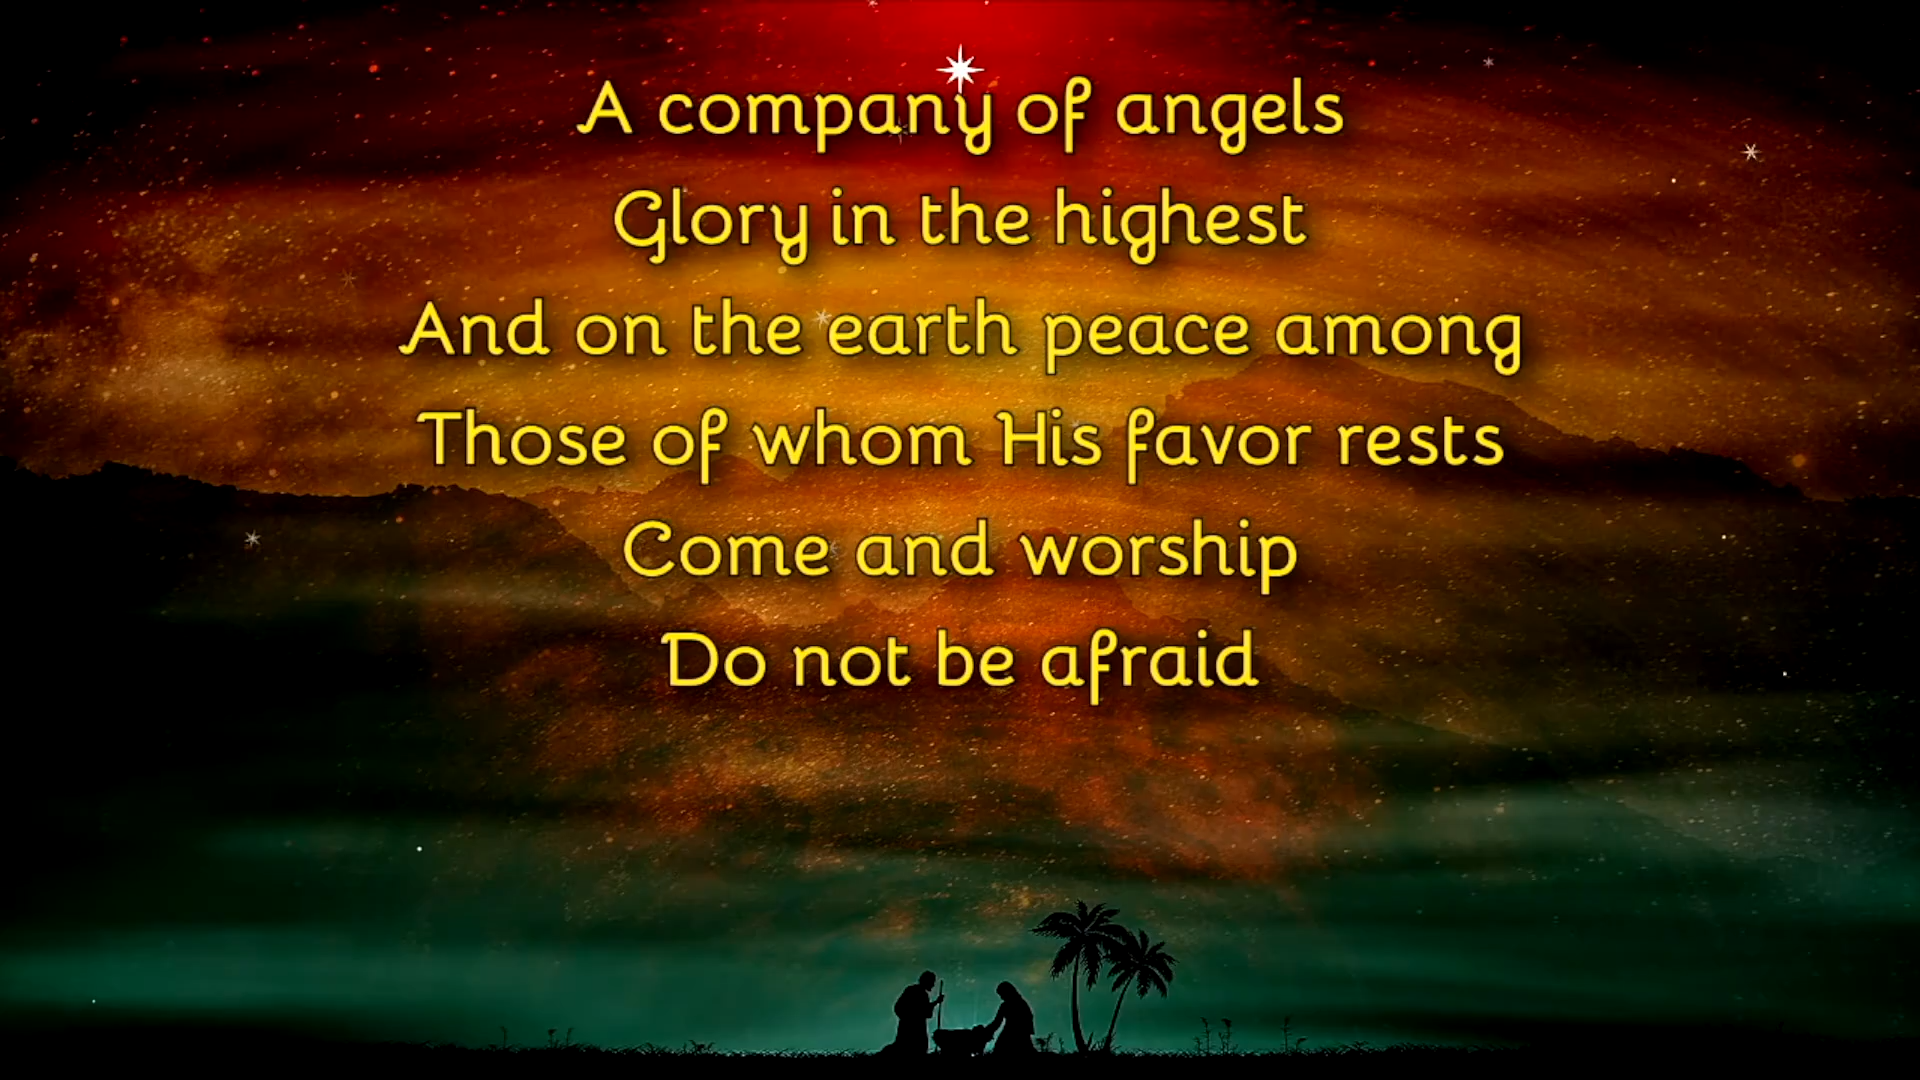 A company of angels
Glory in the highest
And on the earth peace among
Those of whom His favor rests
Come and worship
Do not be afraid